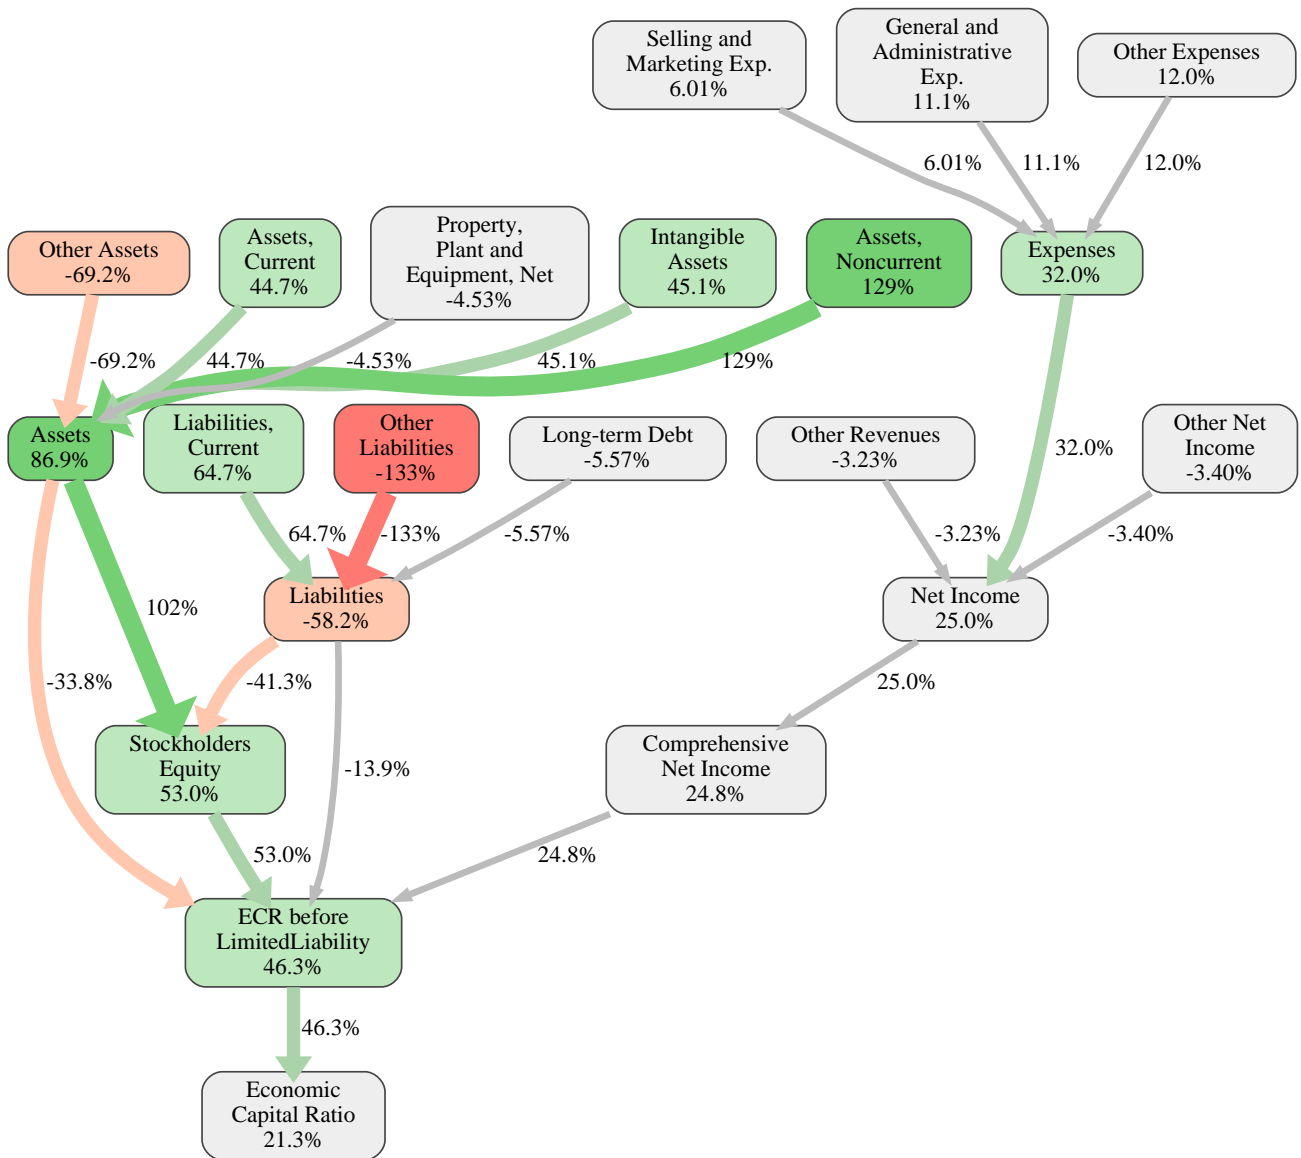 Selling and
Marketing Exp.
6.01%
General and
Administrative
Exp.
11.1%
Other Expenses
12.0%
6.01%
11.1%
12.0%
Other Assets
-69.2%
Assets,
Current
44.7%
Property,
Plant and
Equipment, Net
-4.53%
Intangible
Assets
45.1%
Assets,
Noncurrent
129%
Expenses
32.0%
-69.2%
44.7%
-4.53%
45.1%
129%
Assets
86.9%
Liabilities,
Current
64.7%
Other
Liabilities
-133%
Long-term Debt
-5.57%
Other Revenues
-3.23%
32.0%
Other Net
Income
-3.40%
64.7%
-133%
-5.57%
-3.23%
-3.40%
102%
Liabilities
-58.2%
Net Income
25.0%
-33.8%
-41.3%
25.0%
Stockholders
Equity
53.0%
-13.9%
Comprehensive
Net Income
24.8%
53.0%
24.8%
ECR before
LimitedLiability
46.3%
46.3%
Economic
Capital Ratio
21.3%